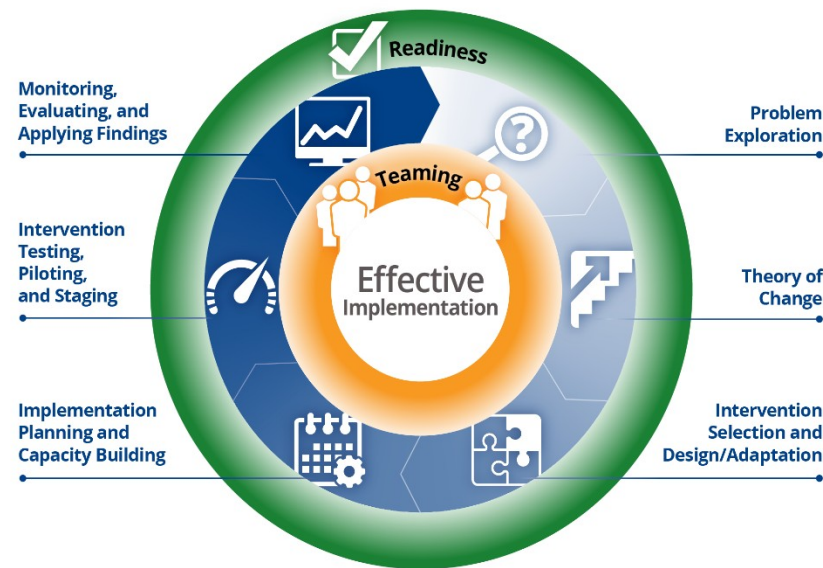 Readiness
Monitoring,
Evaluating, and
Applying Findings
Problem
Exploration
?
Teaming
Intervention
Testing,
Piloting,
and Staging
Effective
Implementation
Theory of
Change
Implementation
Planning and
Capacity Building
Intervention
Selection and
Design/Adaptation